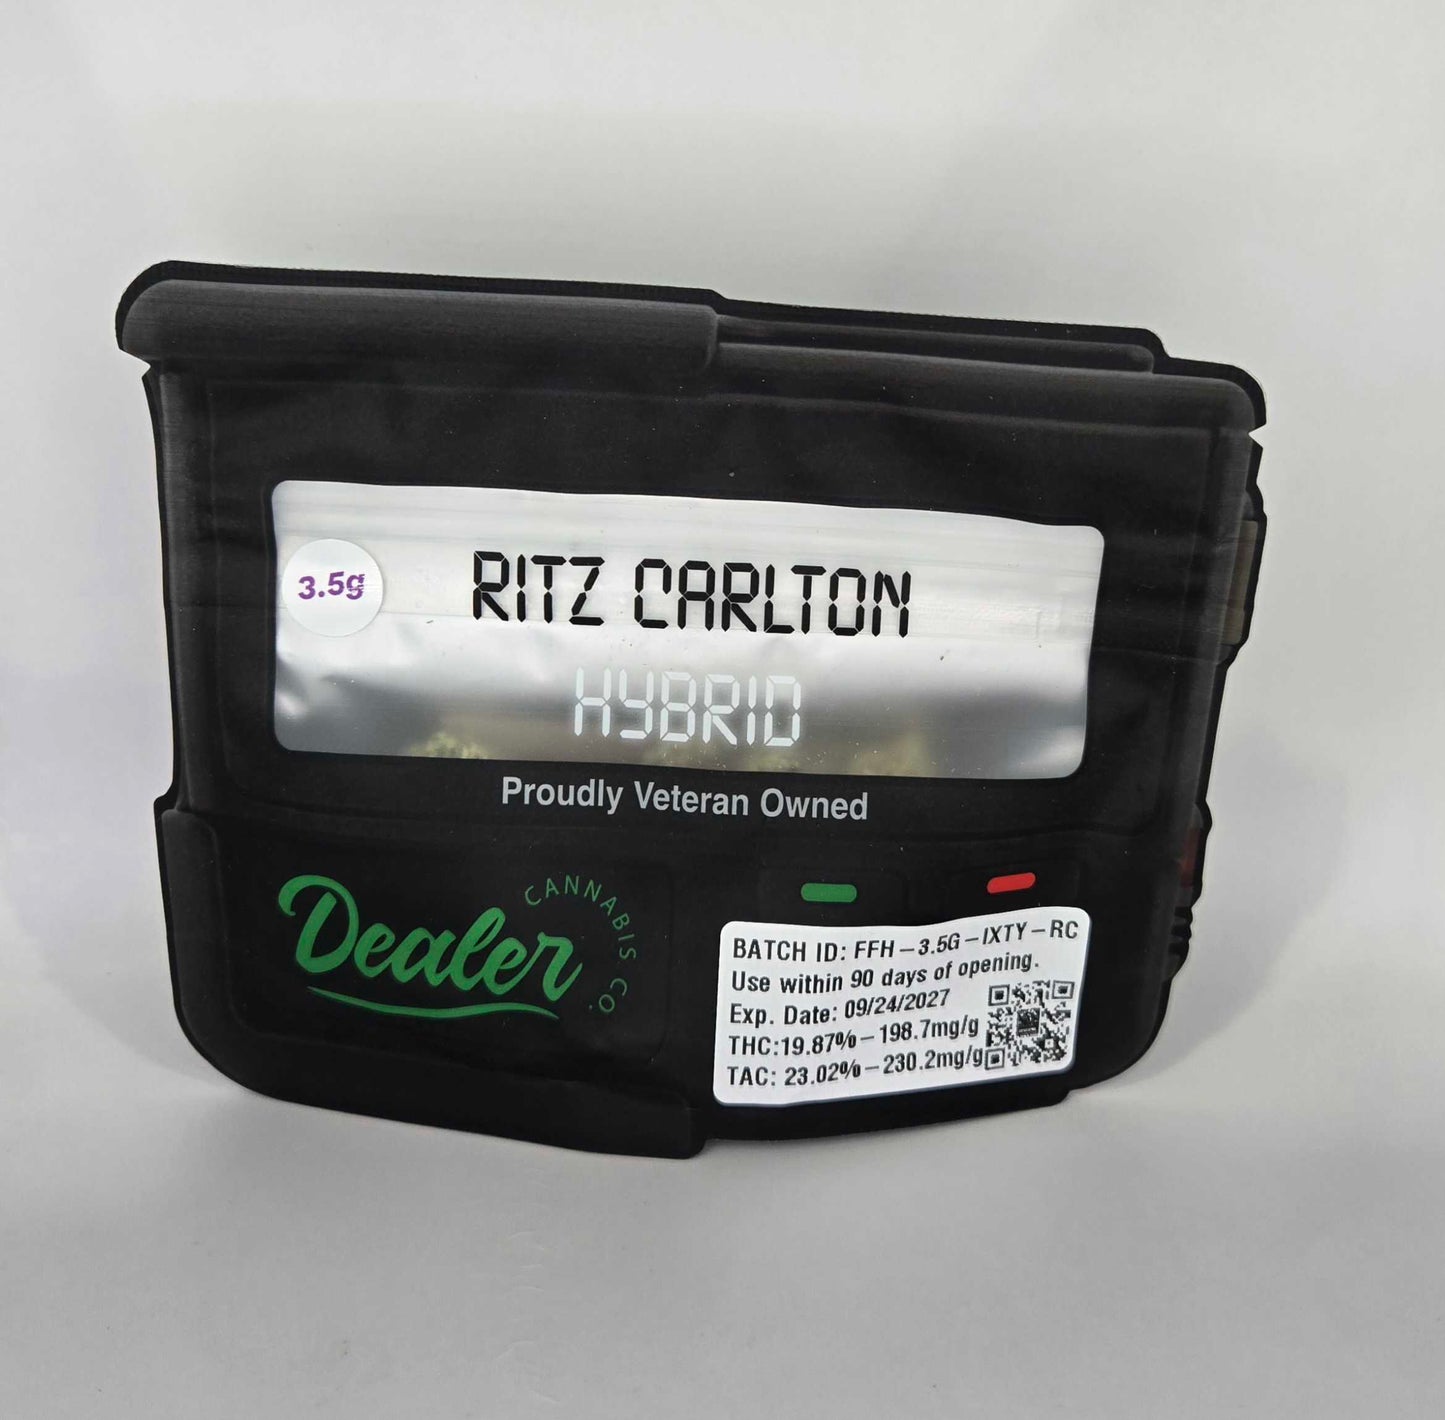 3.5g
RITZ CARLTON
HYBRID
Proudly Veteran Owned
Dealer
CANNABIS CO.
BATCH ID: FFH-3.5G-IXTY-RC
Use within 90 days of opening.
Exp. Date: 09/24/2027
THC:19.87%-198.7mg/g
TAC: 23.02%-230.2mg/g